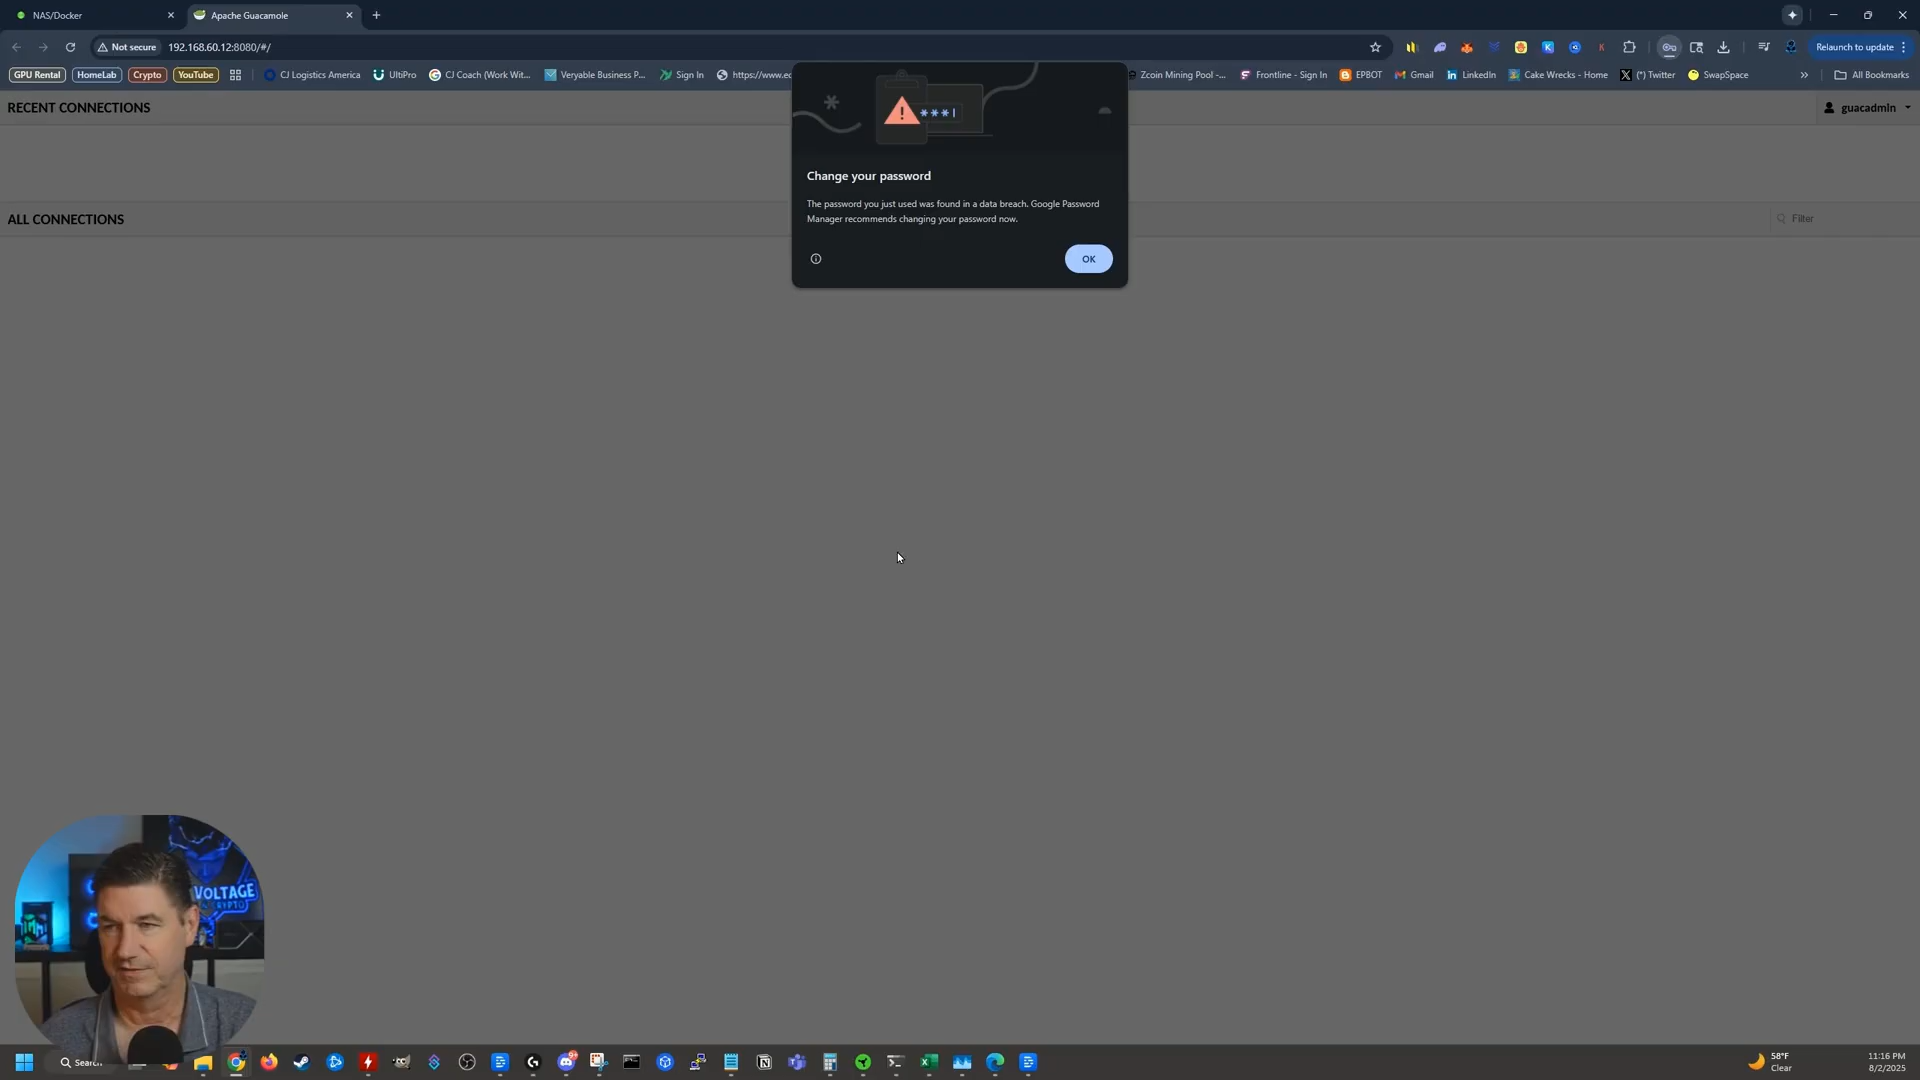 NAS/Docker
Apache Guacamole
Not secure
192.168.60.12:8080/#/
Relaunch to update
GPU Rental
HomeLab
Crypto
YouTube
CJ Logistics America
UltiPro
CJ Coach (Work Wit...
Veryable Business P...
Sign In
https://www.ec
Zcoin Mining Pool -...
Frontline - Sign In
EPBOT
Gmail
LinkedIn
Cake Wrecks - Home
(*) Twitter
SwapSpace
All Bookmarks
RECENT CONNECTIONS
guacadmin
***|
Change your password
The password you just used was found in a data breach. Google Password
Manager recommends changing your password now.
OK
ALL CONNECTIONS
Filter
VOLTAGE
Search
58°F
Clear
11:16 PM
8/2/2025